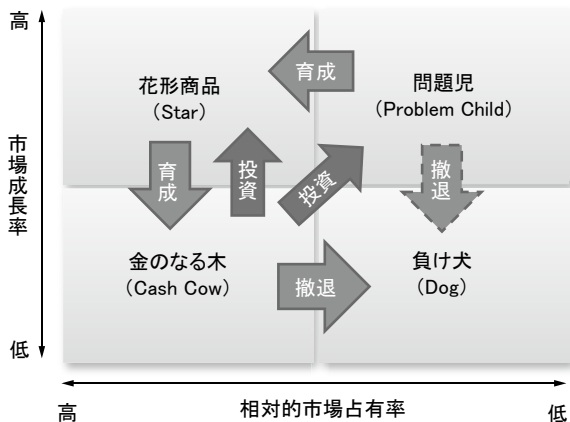 高
市場成長率
低
花形商品
（Star）
育成
問題児
（Problem Child）
育成
投資
投資
撤退
金のなる木
（Cash Cow）
撤退
負け犬
（Dog）
高
相対的市場占有率
低